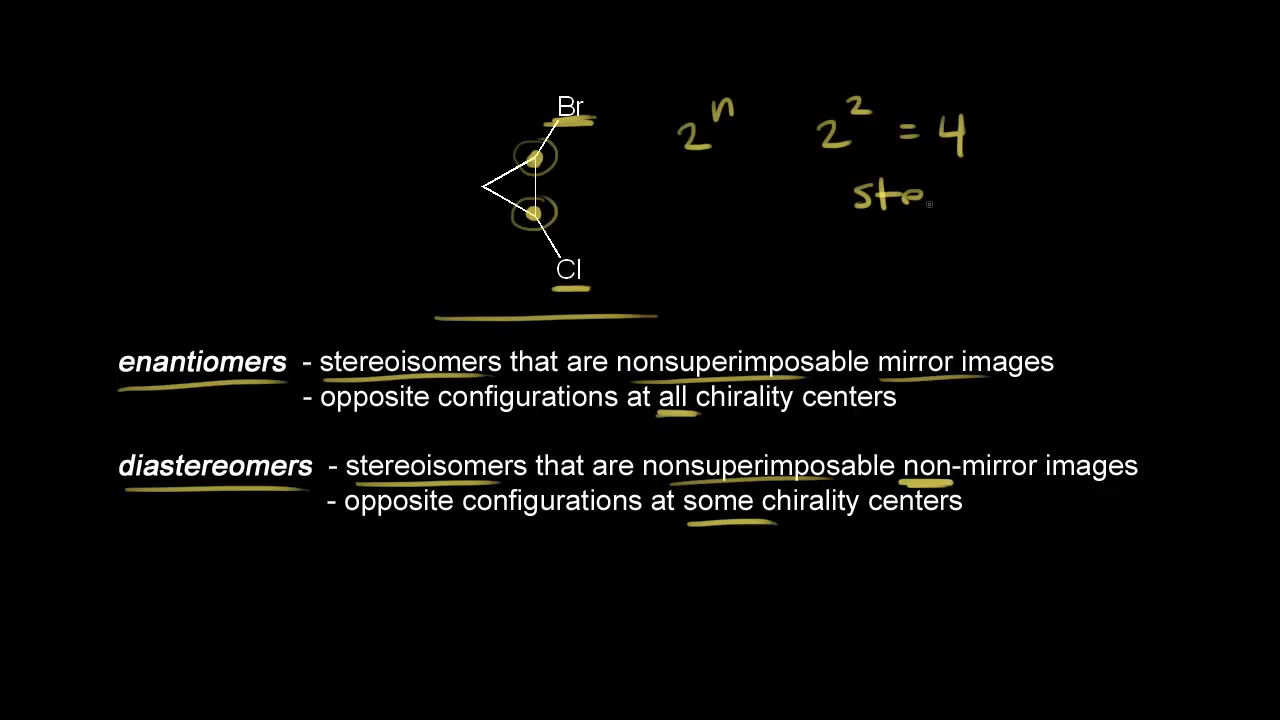 Br
2^n 2^2 = 4
ste
Cl
enantiomers - stereoisomers that are nonsuperimposable mirror images
- opposite configurations at all chirality centers
diastereomers - stereoisomers that are nonsuperimposable non-mirror images
- opposite configurations at some chirality centers